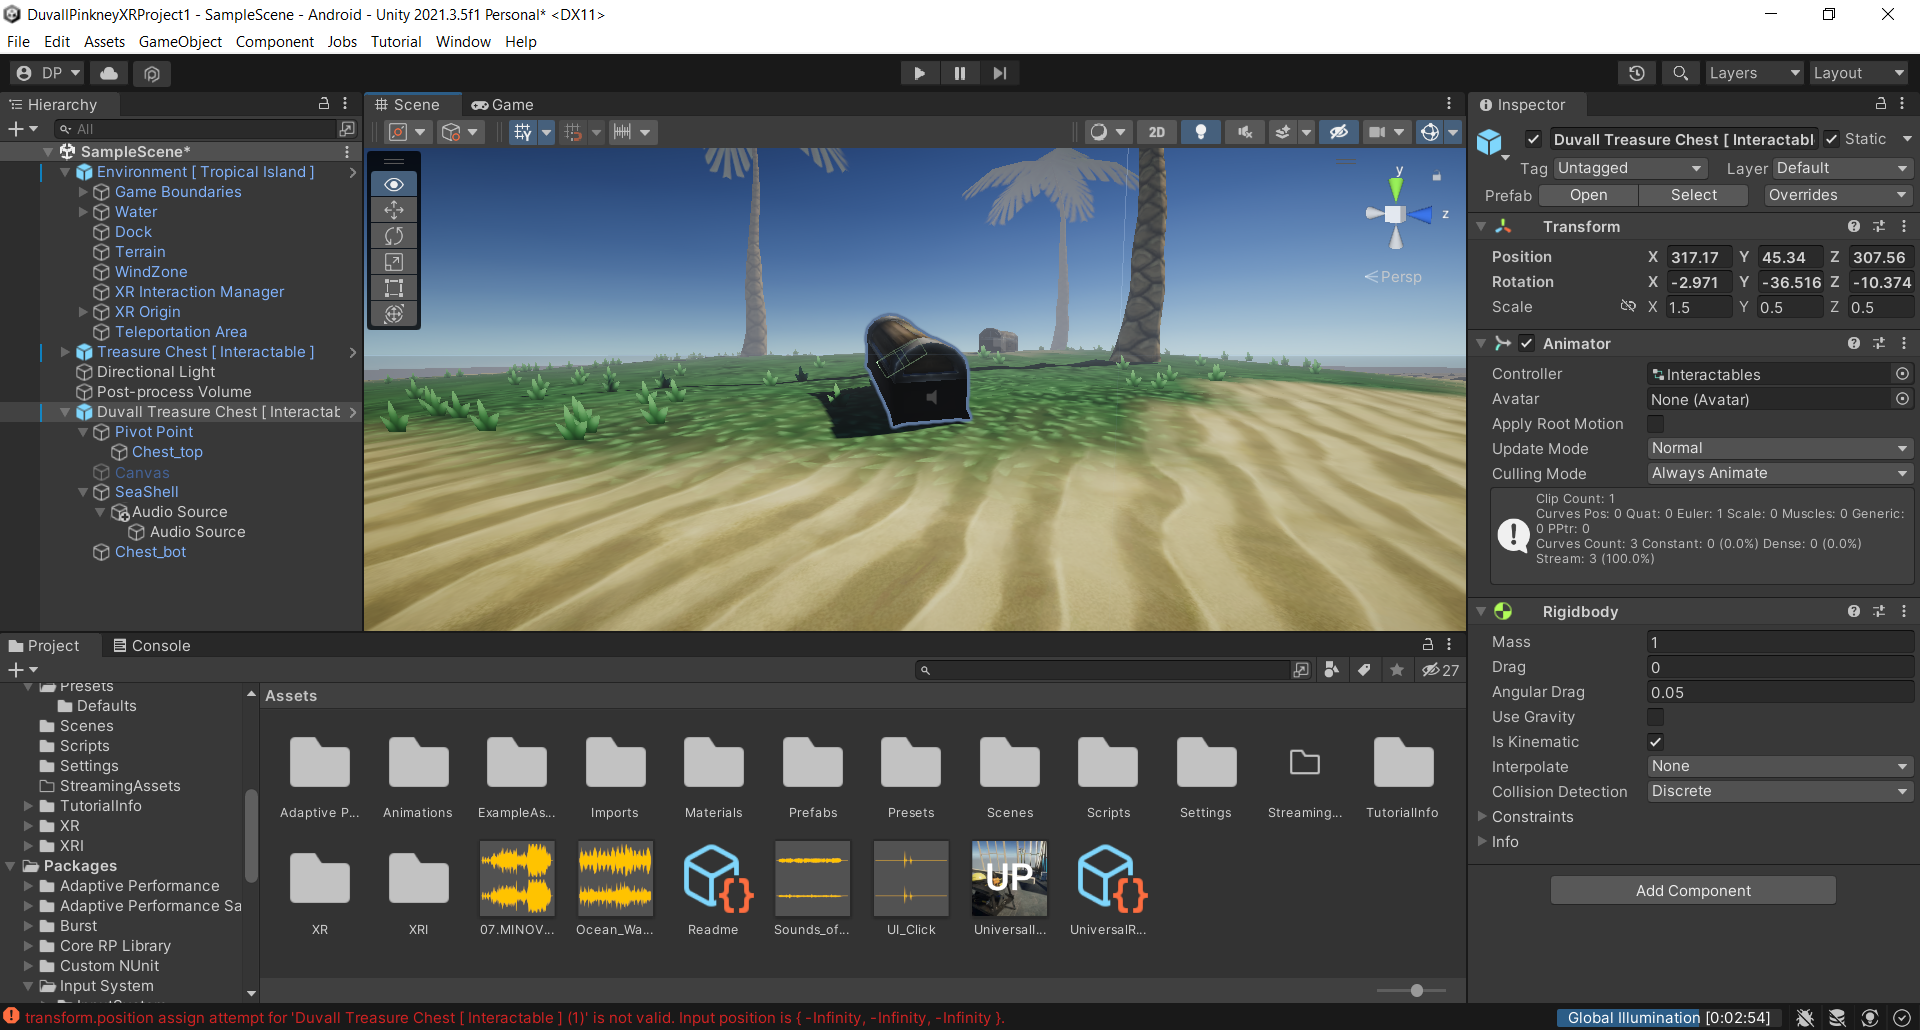 DuvallPinkneyXRProject1 - SampleScene - Android - Unity 2021.3.5f1 Personal* <DX11>
File Edit Assets GameObject Component Jobs Tutorial Window Help
DP
Layers
Layout
Hierarchy
All
SampleScene*
Environment [ Tropical Island ]
Game Boundaries
Water
Dock
Terrain
WindZone
XR Interaction Manager
XR Origin
Teleportation Area
Treasure Chest [ Interactable ]
Directional Light
Post-process Volume
Duvall Treasure Chest [ Interactab
Pivot Point
Chest_top
Canvas
SeaShell
Audio Source
Audio Source
Chest_bot
Scene Game
2D
y
z
Persp
Inspector
Duvall Treasure Chest [ Interactabl Static
Tag Untagged Layer Default
Prefab Open Select Overrides
Transform
Position X 317.17 Y 45.34 Z 307.56
Rotation X -2.971 Y -36.516 Z -10.374
Scale X 1.5 Y 0.5 Z 0.5
Animator
Controller Interactables
Avatar None (Avatar)
Apply Root Motion
Update Mode Normal
Culling Mode Always Animate
Clip Count: 1
Curves Pos: 0 Quat: 0 Euler: 1 Scale: 0 Muscles: 0 Generic:
0 PPtr: 0
Curves Count: 3 Constant: 0 (0.0%) Dense: 0 (0.0%)
Stream: 3 (100.0%)
Rigidbody
Mass 1
Drag 0
Angular Drag 0.05
Use Gravity
Is Kinematic
Interpolate None
Collision Detection Discrete
Constraints
Info
Add Component
Project Console
27
Presets
Defaults
Scenes
Scripts
Settings
StreamingAssets
TutorialInfo
XR
XRI
Packages
Adaptive Performance
Adaptive Performance Sa
Burst
Core RP Library
Custom NUnit
Input System
Assets
Adaptive P... Animations ExampleAs... Imports Materials Prefabs Presets Scenes Scripts Settings Streaming... TutorialInfo
UP
XR XRI 07.MINOV... Ocean_Wa... Readme Sounds_of... UI_Click UniversalI... UniversalR...
transform.position assign attempt for 'Duvall Treasure Chest [ Interactable ] (1)' is not valid. Input position is { -Infinity, -Infinity, -Infinity }.
Global Illumination [0:02:54]